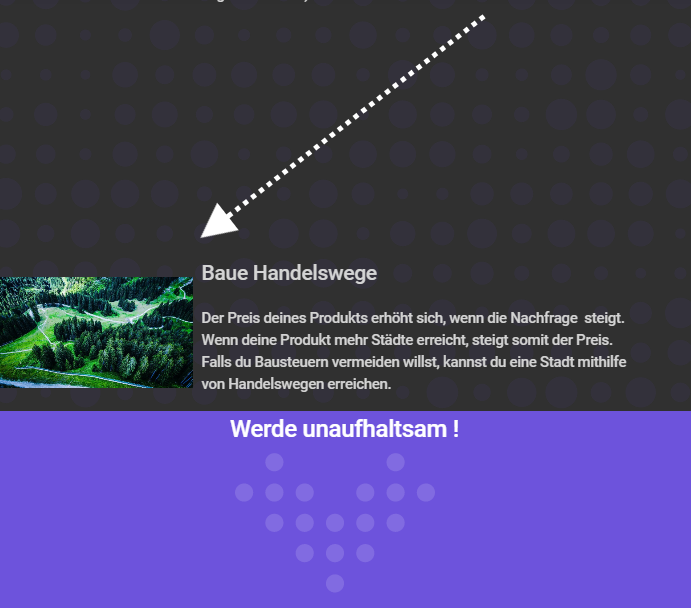 Baue Handelswege
Der Preis deines Produkts erhöht sich, wenn die Nachfrage  steigt.
Wenn deine Produkt mehr Städte erreicht, steigt somit der Preis.
Falls du Bausteuern vermeiden willst, kannst du eine Stadt mithilfe
von Handelswegen erreichen.
Werde unaufhaltsam !